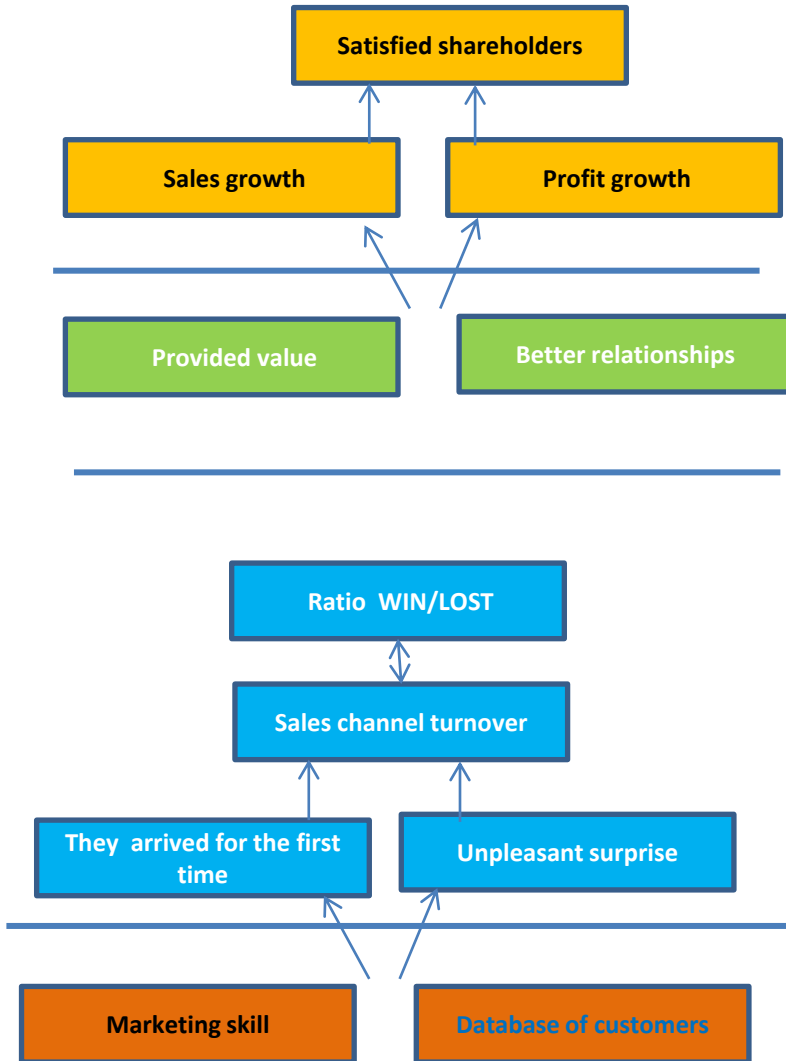 Satisfied shareholders
Sales growth
Profit growth
Provided value
Better relationships
Ratio  WIN/LOST
Sales channel turnover
They  arrived for the first
time
Unpleasant surprise
Marketing skill
Database of customers